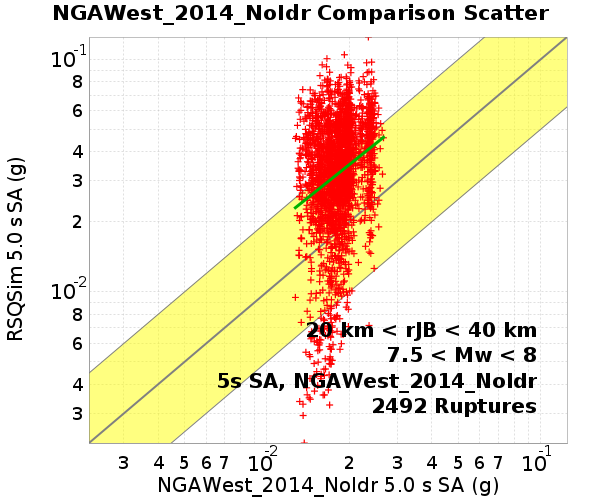 NGAWest_2014_NoIdr Comparison Scatter
RSQSim 5.0 s SA (g)
10^-1
8
6
4
3
2
10^-2
8
6
4
3
20 km < rJB < 40 km
7.5 < Mw < 8
5s SA, NGAWest_2014_NoIdr
2492 Ruptures
3 4 5 6 7 10^-2 2 3 4 5 6 7 10^-1
NGAWest_2014_NoIdr 5.0 s SA (g)